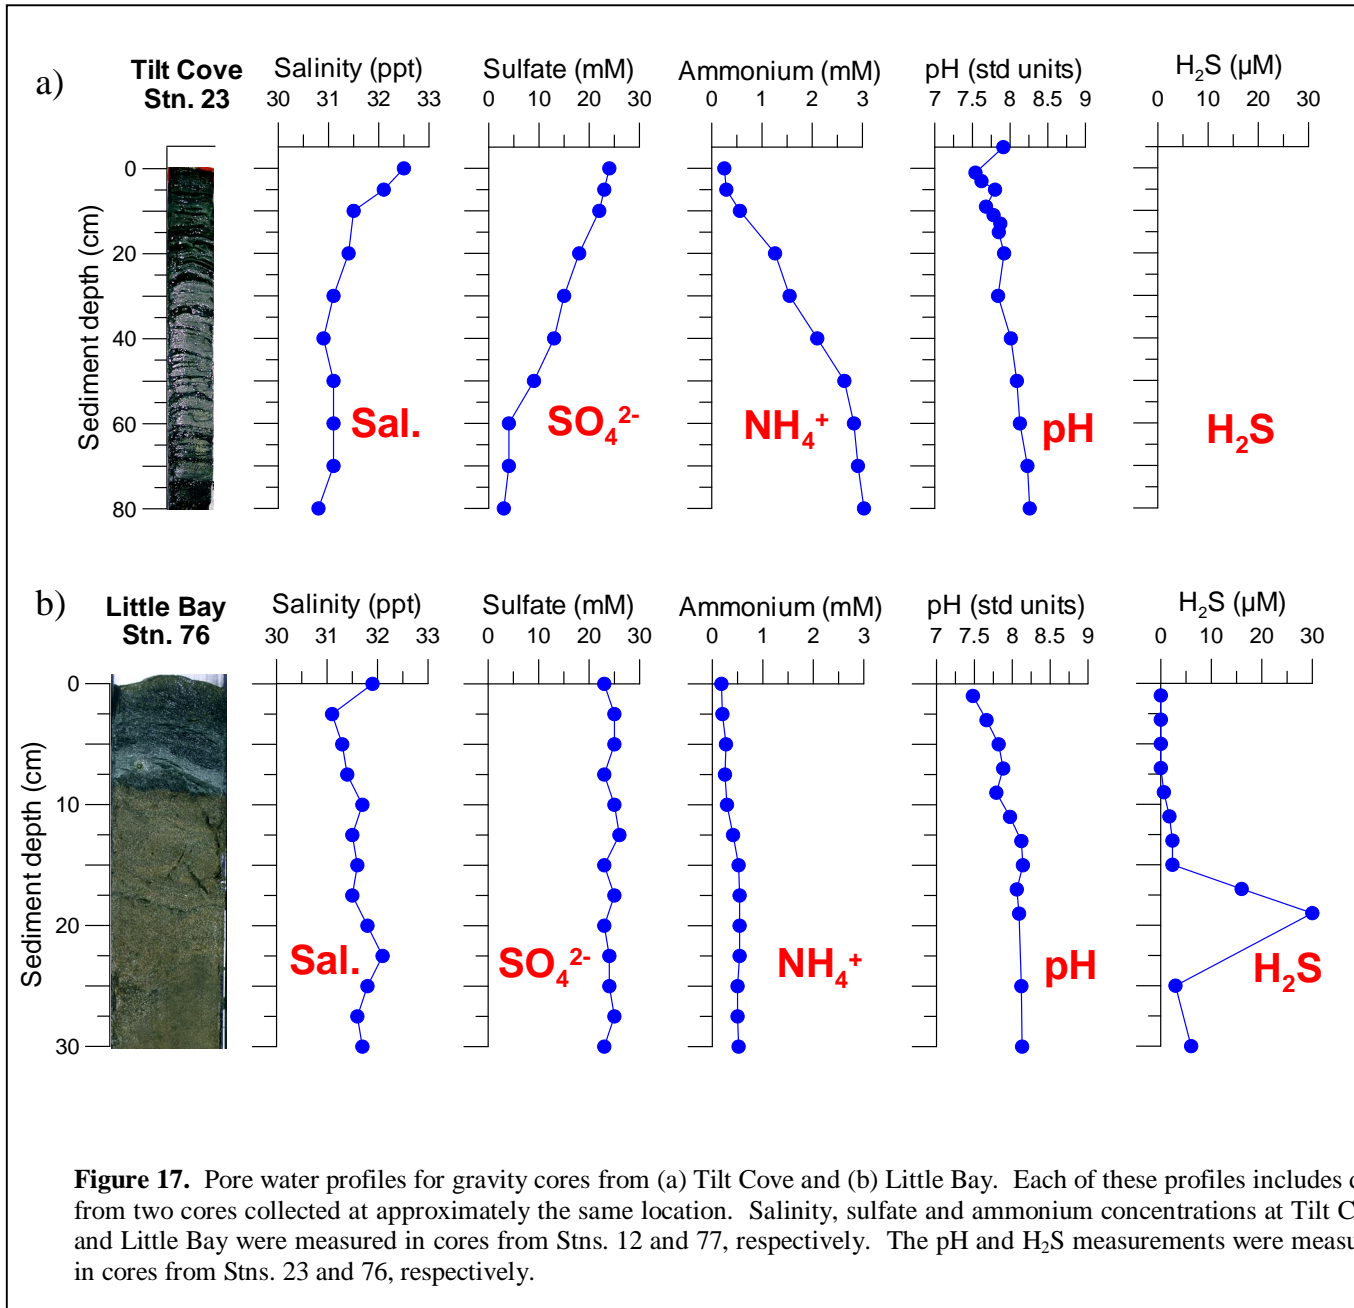 a)
Tilt Cove
Stn. 23
Salinity (ppt)
30 31 32 33
Sulfate (mM)
0 10 20 30
Ammonium (mM)
0 1 2 3
pH (std units)
7 7.5 8 8.5 9
H₂S (µM)
0 10 20 30
Sediment depth (cm)
0
20
40
60
80
Sal.
SO₄²⁻
NH₄⁺
pH
H₂S
b)
Little Bay
Stn. 76
Salinity (ppt)
30 31 32 33
Sulfate (mM)
0 10 20 30
Ammonium (mM)
0 1 2 3
pH (std units)
7 7.5 8 8.5 9
H₂S (µM)
0 10 20 30
Sediment depth (cm)
0
10
20
30
Sal.
SO₄²⁻
NH₄⁺
pH
H₂S
Figure 17. Pore water profiles for gravity cores from (a) Tilt Cove and (b) Little Bay. Each of these profiles includes
from two cores collected at approximately the same location. Salinity, sulfate and ammonium concentrations at Tilt
and Little Bay were measured in cores from Stns. 12 and 77, respectively. The pH and H₂S measurements were
in cores from Stns. 23 and 76, respectively.